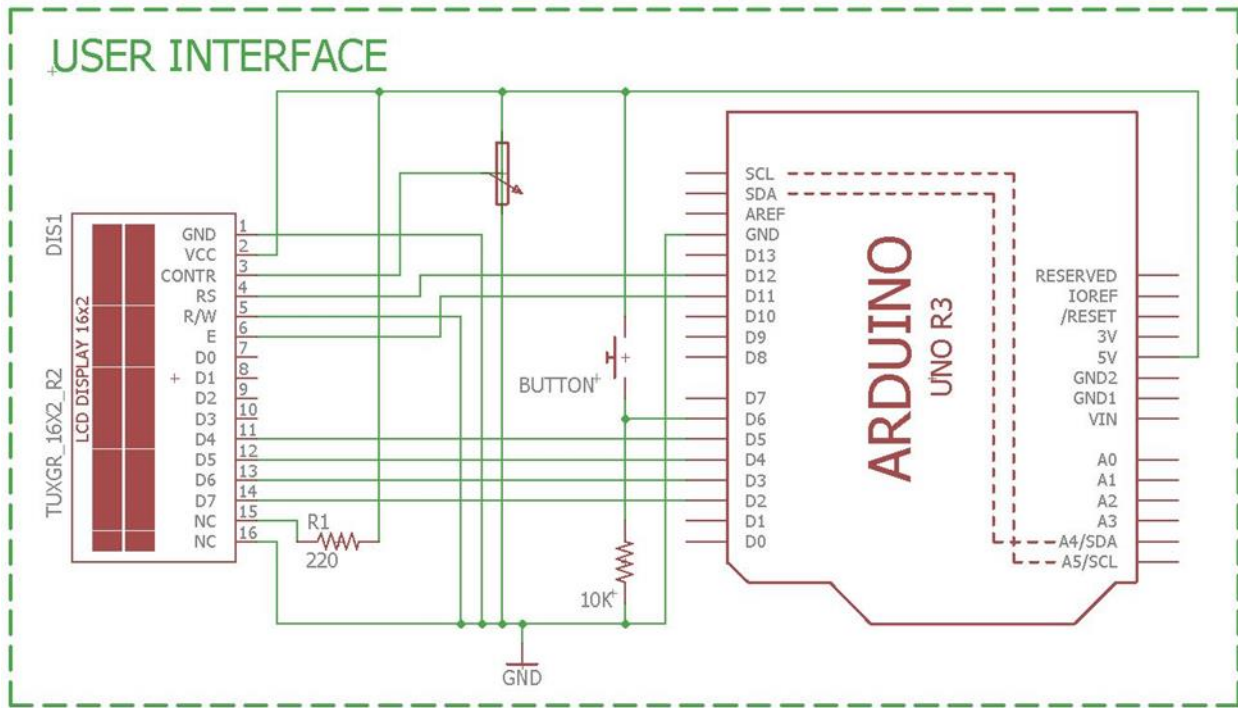 USER INTERFACE
DIS1
TUXGR_16X2_R2
LCD DISPLAY 16x2
GND 1
VCC 2
CONTR 3
RS 4
R/W 5
E 6
D0 7
D1 8
D2 9
D3 10
D4 11
D5 12
D6 13
D7 14
NC 15
NC 16
R1
220
BUTTON
10K
GND
ARDUINO
UNO R3
SCL
SDA
AREF
GND
D13
D12
D11
D10
D9
D8
D7
D6
D5
D4
D3
D2
D1
D0
RESERVED
IOREF
/RESET
3V
5V
GND2
GND1
VIN
A0
A1
A2
A3
A4/SDA
A5/SCL